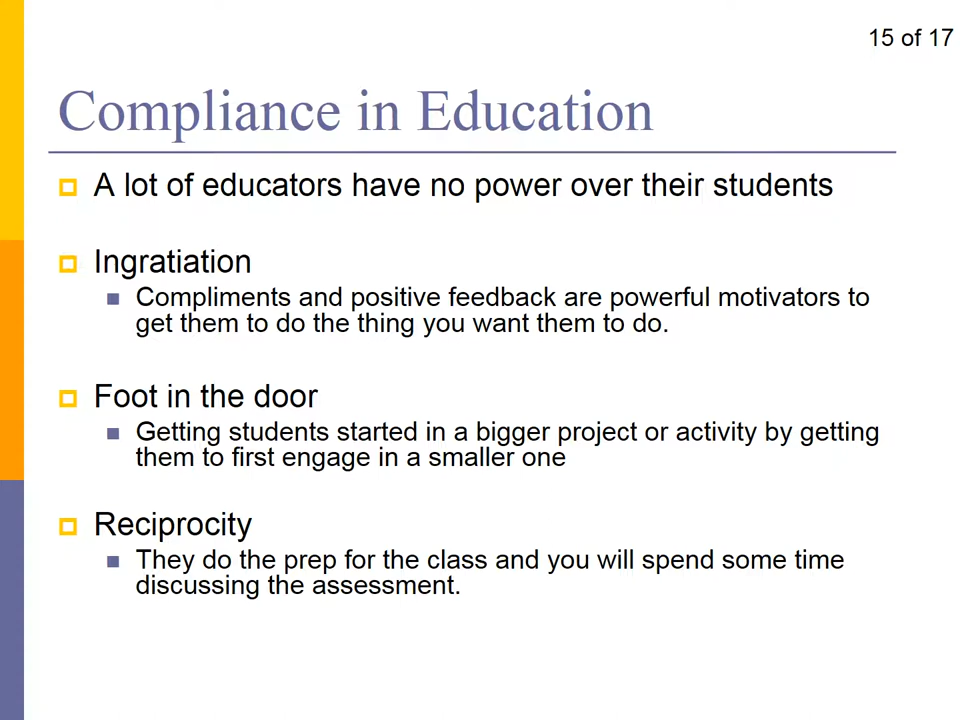 15 of 17
Compliance in Education
A lot of educators have no power over their students
Ingratiation
Compliments and positive feedback are powerful motivators to
get them to do the thing you want them to do.
Foot in the door
Getting students started in a bigger project or activity by getting
them to first engage in a smaller one
Reciprocity
They do the prep for the class and you will spend some time
discussing the assessment.